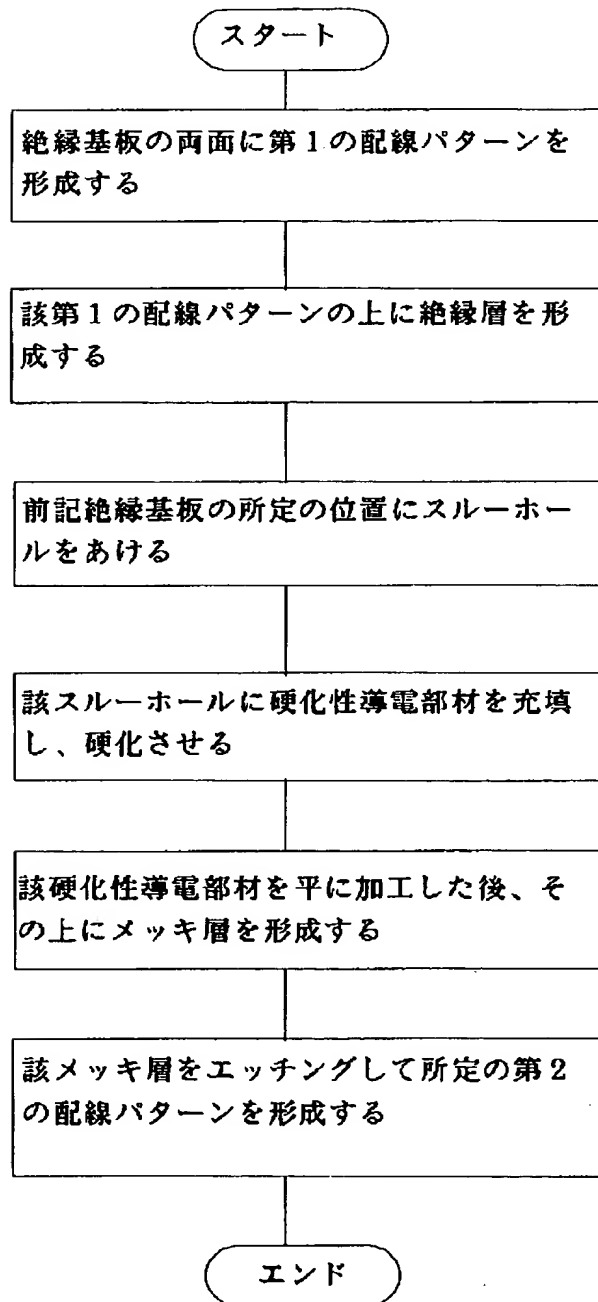 スタート
絶縁基板の両面に第1の配線パターンを
形成する
該第1の配線パターンの上に絶縁層を形
成する
前記絶縁基板の所定の位置にスルーホー
ルをあける
該スルーホールに硬化性導電部材を充填
し、硬化させる
該硬化性導電部材を平に加工した後、そ
の上にメッキ層を形成する
該メッキ層をエッチングして所定の第2
の配線パターンを形成する
エンド